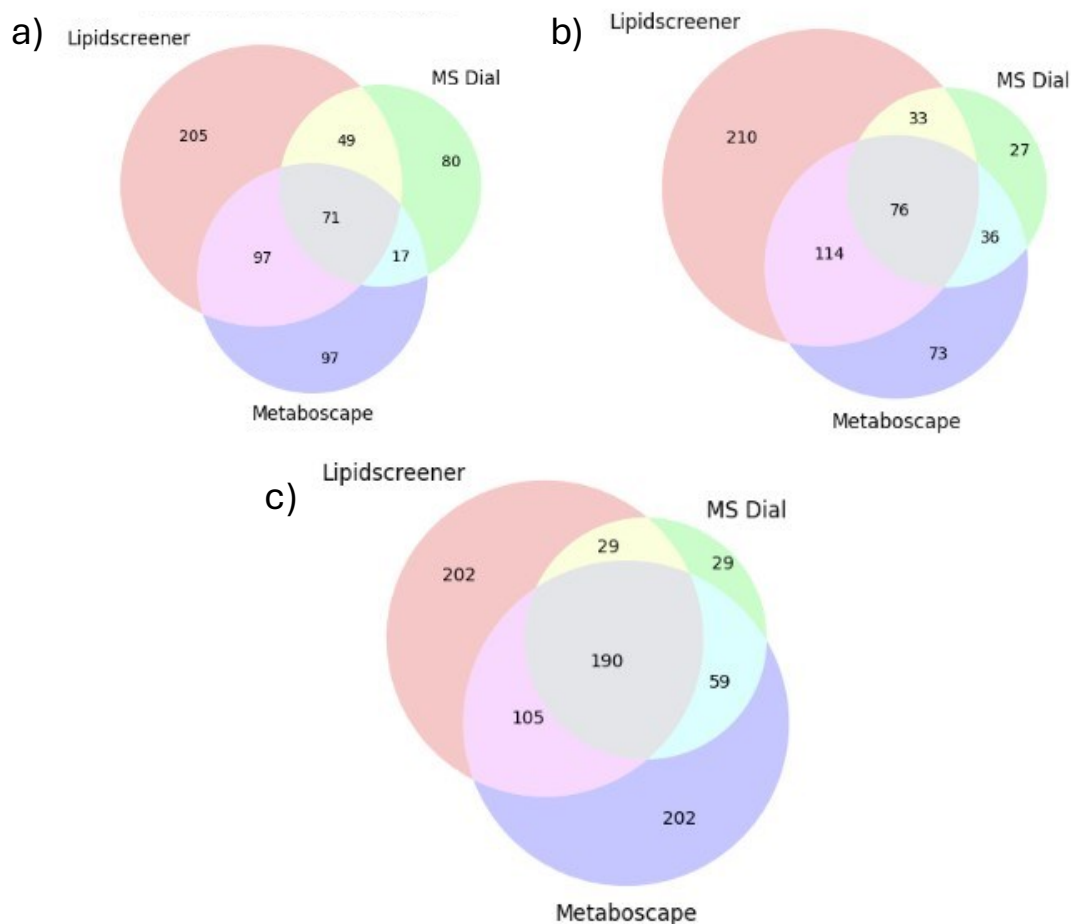 a)
Lipidscreener
MS Dial
205
49
80
71
97
17
97
Metaboscape
b)
Lipidscreener
MS Dial
33
210
27
76
36
114
73
Metaboscape
c)
Lipidscreener
MS Dial
29
202
29
190
59
105
202
Metaboscape